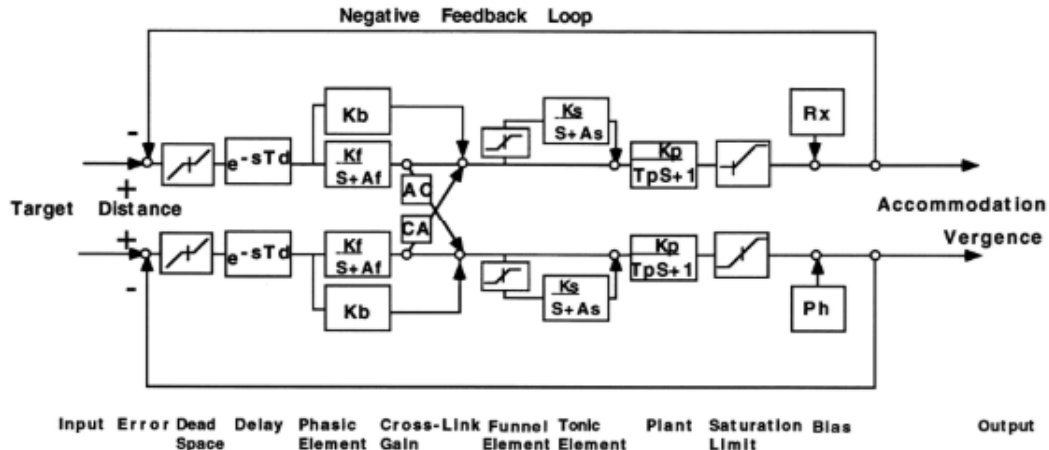 Negative Feedback Loop
Kb
Ks
S+As
Rx
-
e-sTd
Kf
S+Af
Kp
TpS+1
+
AC
Target Distance
Accommodation
+
CA
Vergence
e-sTd
Kf
S+Af
Kp
TpS+1
-
Kb
Ks
S+As
Ph
Input Error Dead Space Delay Phasic Element Cross-Link Gain Funnel Element Tonic Element Plant Saturation Limit Bias Output